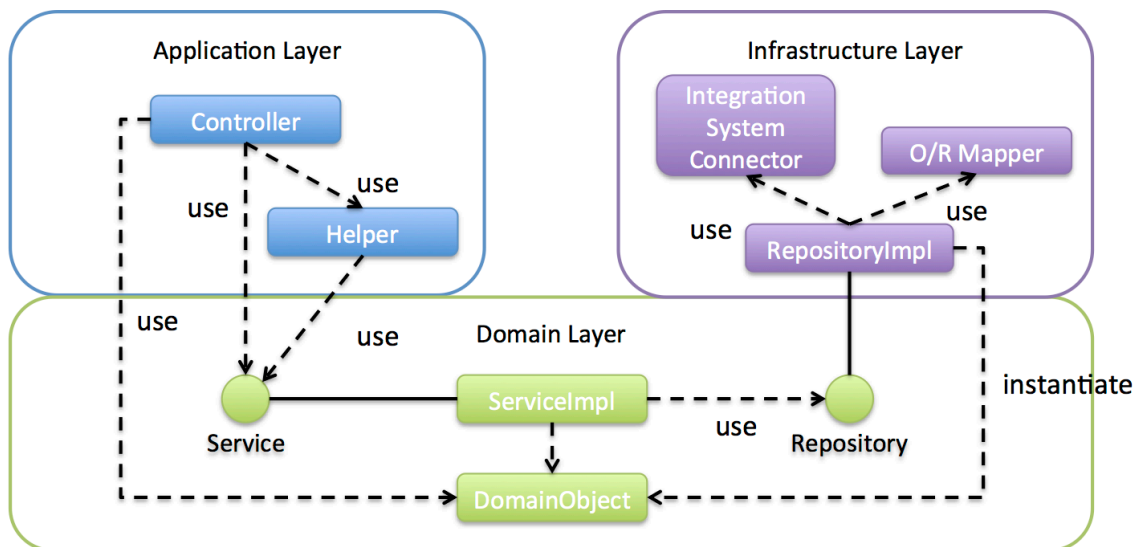 Application Layer
Infrastructure Layer
Controller
Integration
System
Connector
O/R Mapper
use
use
Helper
use
use
RepositoryImpl
use
use
Domain Layer
instantiate
ServiceImpl
use
Service
Repository
DomainObject